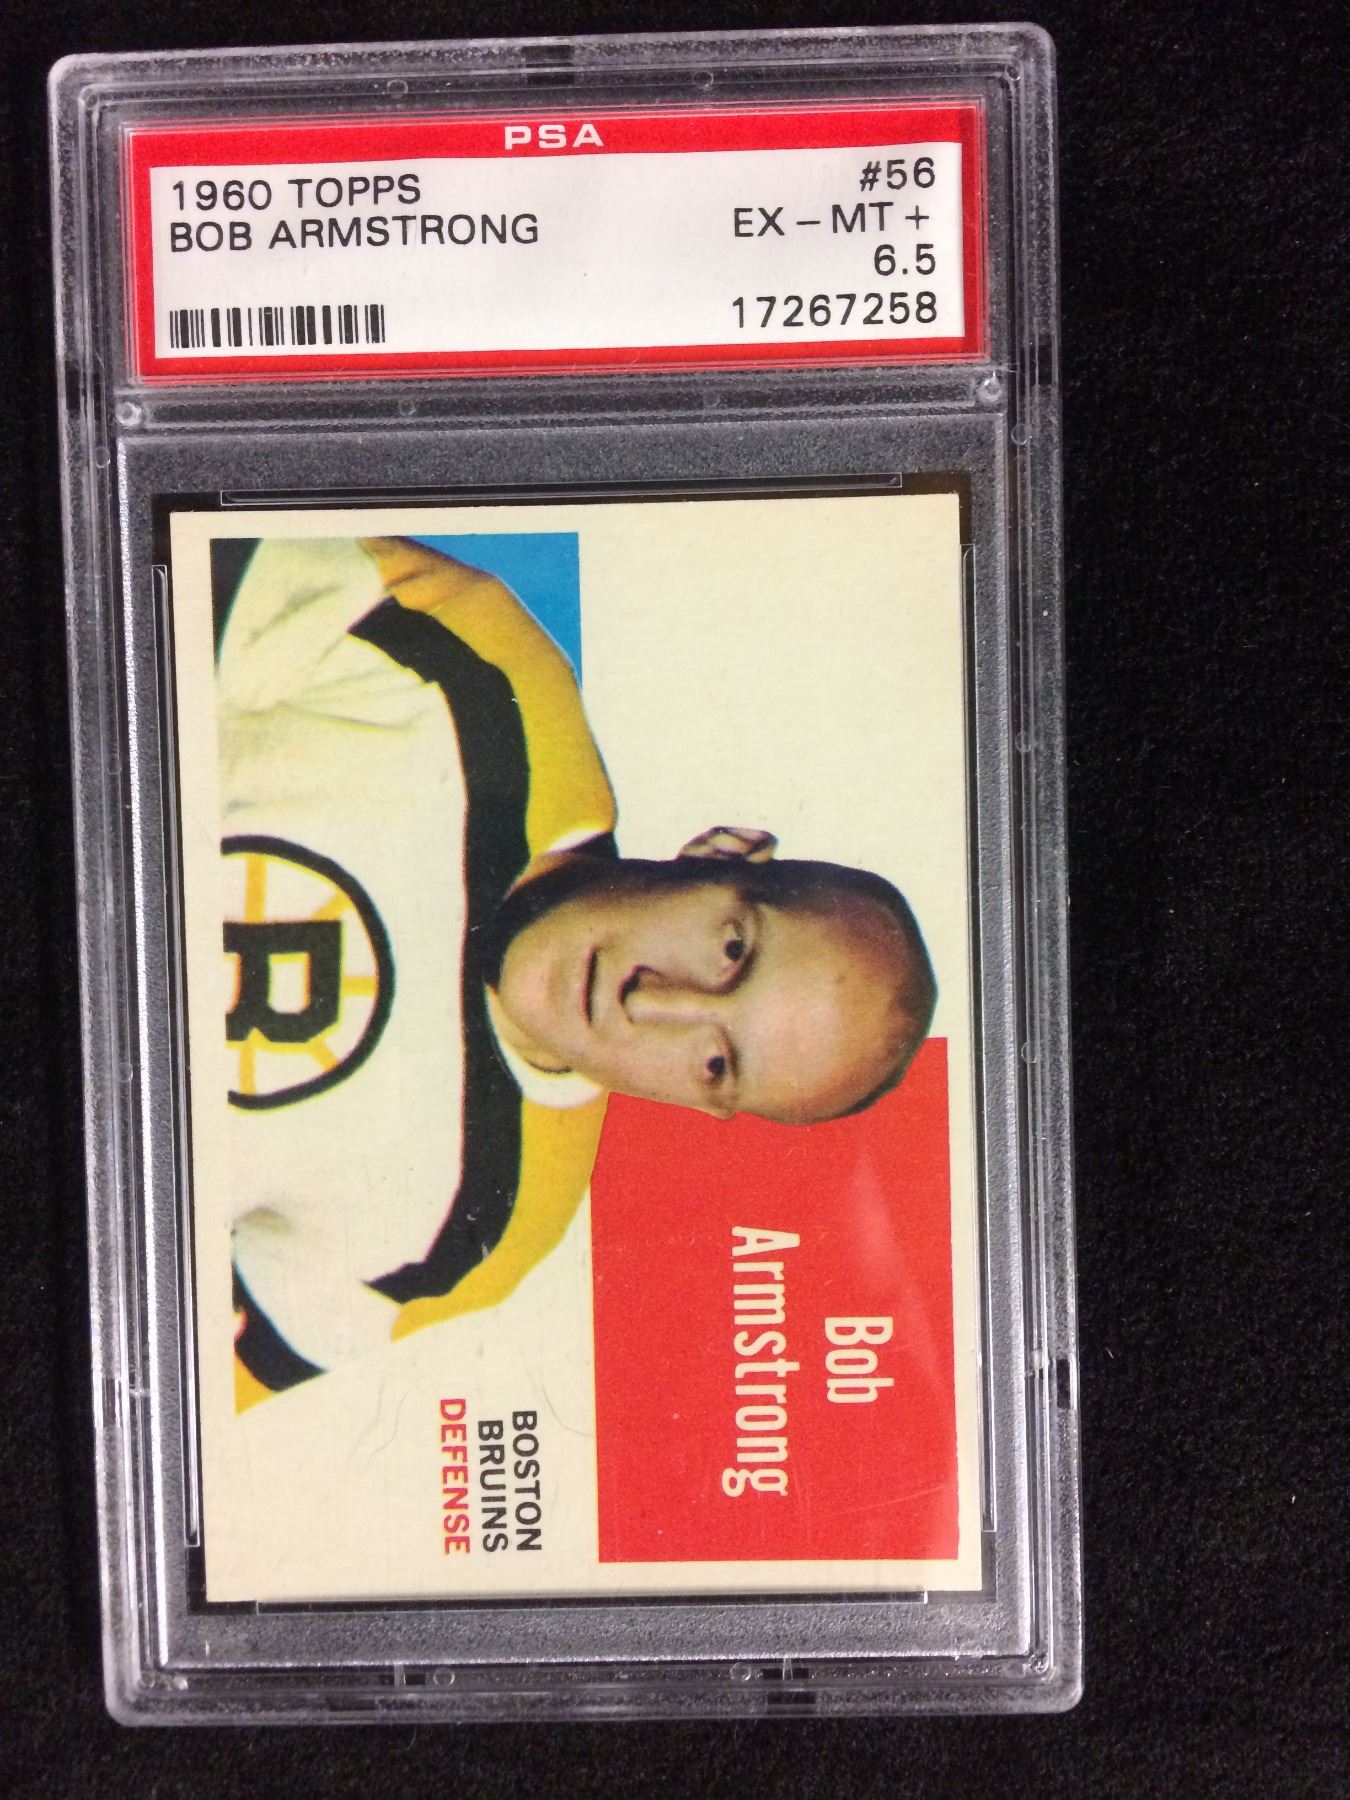 PSA
1960 TOPPS #56
BOB ARMSTRONG EX-MT+
6.5
17267258
Bob
Armstrong
BOSTON
BRUINS
DEFENSE
B